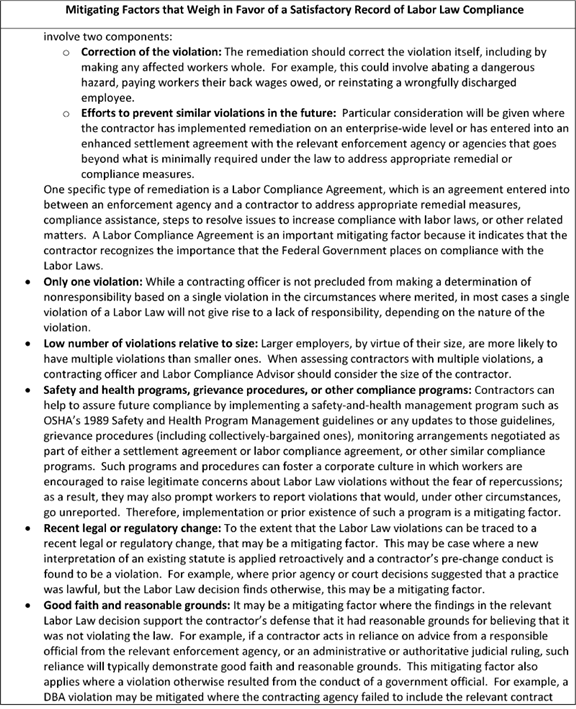 Mitigating Factors that Weigh in Favor of a Satisfactory Record of Labor Law Compliance
involve two components:
o Correction of the violation: The remediation should correct the violation itself, including by
making any affected workers whole. For example, this could involve abating a dangerous
hazard, paying workers their back wages owed, or reinstating a wrongfully discharged
employee.
o Efforts to prevent similar violations in the future: Particular consideration will be given where
the contractor has implemented remediation on an enterprise-wide level or has entered into an
enhanced settlement agreement with the relevant enforcement agency or agencies that goes
beyond what is minimally required under the law to address appropriate remedial or
compliance measures.
One specific type of remediation is a Labor Compliance Agreement, which is an agreement entered into
between an enforcement agency and a contractor to address appropriate remedial measures,
compliance assistance, steps to resolve issues to increase compliance with labor laws, or other related
matters. A Labor Compliance Agreement is an important mitigating factor because it indicates that the
contractor recognizes the importance that the Federal Government places on compliance with the
Labor Laws.
• Only one violation: While a contracting officer is not precluded from making a determination of
nonresponsibility based on a single violation in the circumstances where merited, in most cases a single
violation of a Labor Law will not give rise to a lack of responsibility, depending on the nature of the
violation.
• Low number of violations relative to size: Larger employers, by virtue of their size, are more likely to
have multiple violations than smaller ones. When assessing contractors with multiple violations, a
contracting officer and Labor Compliance Advisor should consider the size of the contractor.
• Safety and health programs, grievance procedures, or other compliance programs: Contractors can
help to assure future compliance by implementing a safety-and-health management program such as
OSHA's 1989 Safety and Health Program Management guidelines or any updates to those guidelines,
grievance procedures (including collectively-bargained ones), monitoring arrangements negotiated as
part of either a settlement agreement or labor compliance agreement, or other similar compliance
programs. Such programs and procedures can foster a corporate culture in which workers are
encouraged to raise legitimate concerns about Labor Law violations without the fear of repercussions;
as a result, they may also prompt workers to report violations that would, under other circumstances,
go unreported. Therefore, implementation or prior existence of such a program is a mitigating factor.
• Recent legal or regulatory change: To the extent that the Labor Law violations can be traced to a
recent legal or regulatory change, that may be a mitigating factor. This may be case where a new
interpretation of an existing statute is applied retroactively and a contractor's pre-change conduct is
found to be a violation. For example, where prior agency or court decisions suggested that a practice
was lawful, but the Labor Law decision finds otherwise, this may be a mitigating factor.
• Good faith and reasonable grounds: It may be a mitigating factor where the findings in the relevant
Labor Law decision support the contractor's defense that it had reasonable grounds for believing that it
was not violating the law. For example, if a contractor acts in reliance on advice from a responsible
official from the relevant enforcement agency, or an administrative or authoritative judicial ruling, such
reliance will typically demonstrate good faith and reasonable grounds. This mitigating factor also
applies where a violation otherwise resulted from the conduct of a government official. For example, a
DBA violation may be mitigated where the contracting agency failed to include the relevant contract